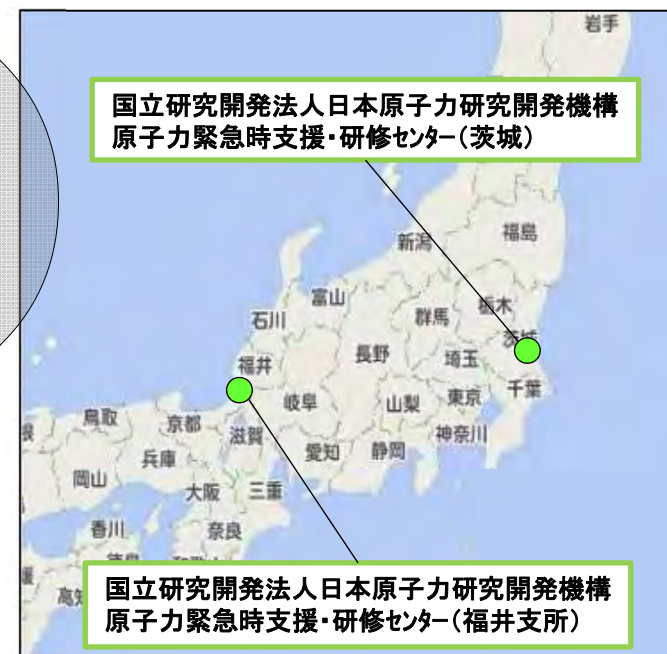 岩手
国立研究開発法人日本原子力研究開発機構
原子力緊急時支援・研修センター（茨城）
新潟
福島
富山
石川
群馬
栃木
茨城
長野
埼玉
福井
岐阜
山梨
東京
千葉
鳥取
京都
滋賀
神奈川
兵庫
愛知
静岡
岡山
大阪
三重
香川
奈良
国立研究開発法人日本原子力研究開発機構
原子力緊急時支援・研修センター（福井支所）